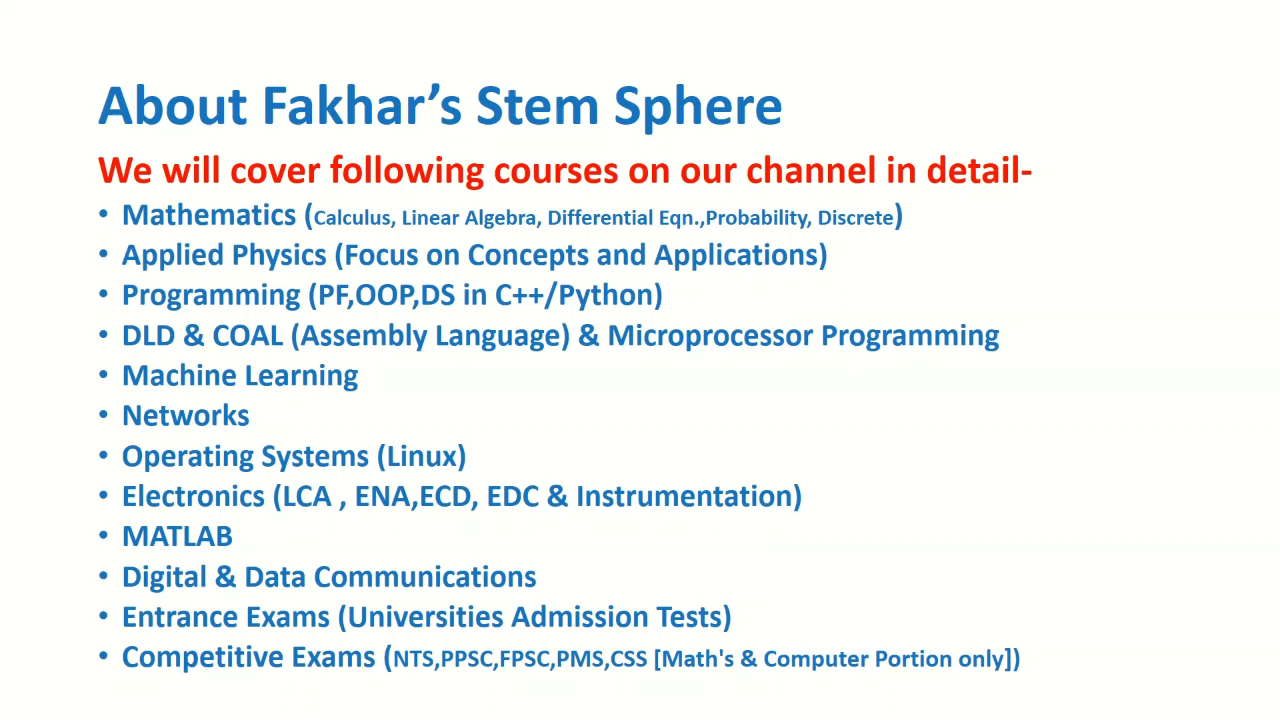 About Fakhar’s Stem Sphere
We will cover following courses on our channel in detail-
• Mathematics (Calculus, Linear Algebra, Differential Eqn.,Probability, Discrete)
• Applied Physics (Focus on Concepts and Applications)
• Programming (PF,OOP,DS in C++/Python)
• DLD & COAL (Assembly Language) & Microprocessor Programming
• Machine Learning
• Networks
• Operating Systems (Linux)
• Electronics (LCA , ENA,ECD, EDC & Instrumentation)
• MATLAB
• Digital & Data Communications
• Entrance Exams (Universities Admission Tests)
• Competitive Exams (NTS,PPSC,FPSC,PMS,CSS [Math's & Computer Portion only])